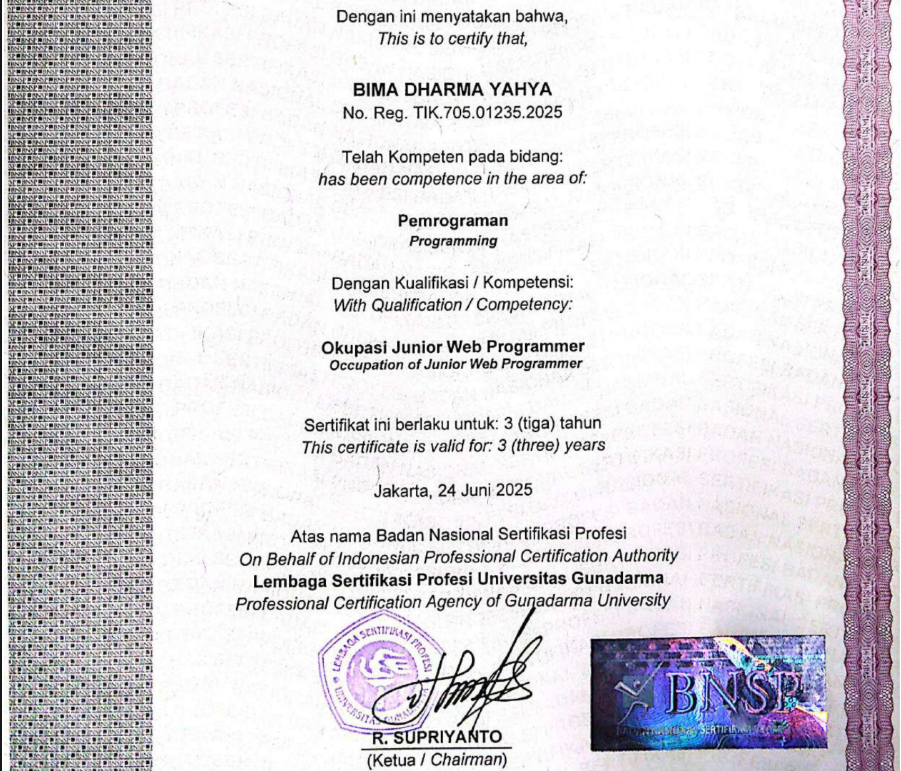 Dengan ini menyatakan bahwa,
This is to certify that,
BIMA DHARMA YAHYA
No. Reg. TIK.705.01235.2025
Telah Kompeten pada bidang:
has been competence in the area of:
Pemrograman
Programming
Dengan Kualifikasi / Kompetensi:
With Qualification / Competency:
Okupasi Junior Web Programmer
Occupation of Junior Web Programmer
Sertifikat ini berlaku untuk: 3 (tiga) tahun
This certificate is valid for: 3 (three) years
Jakarta, 24 Juni 2025
Atas nama Badan Nasional Sertifikasi Profesi
On Behalf of Indonesian Professional Certification Authority
Lembaga Sertifikasi Profesi Universitas Gunadarma
Professional Certification Agency of Gunadarma University
LEMBAGA SERTIFIKASI PROFESI
UNIVERSITAS GUNADARMA
BNSP
R. SUPRIYANTO
(Ketua / Chairman)